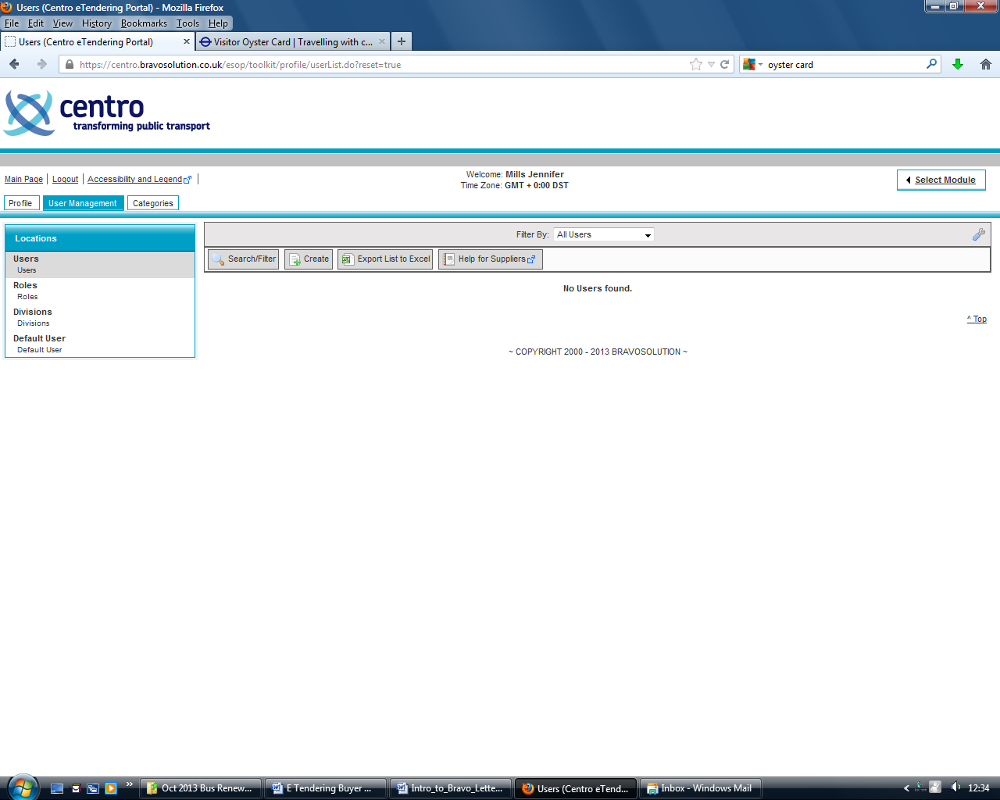 Users (Centro eTendering Portal) - Mozilla Firefox
File Edit View History Bookmarks Tools Help
Users (Centro eTendering Portal)
Visitor Oyster Card | Travelling with c...
https://centro.bravosolution.co.uk/esop/toolkit/profile/userList.do?reset=true
oyster card
centro
transforming public transport
Main Page Logout Accessibility and Legend
Welcome: Mills Jennifer
Time Zone: GMT + 0:00 DST
Select Module
Profile User Management Categories
Locations
Users
Users
Roles
Roles
Divisions
Divisions
Default User
Default User
Filter By: All Users
Search/Filter Create Export List to Excel Help for Suppliers
No Users found.
^ Top
~ COPYRIGHT 2000 - 2013 BRAVOSOLUTION ~
Oct 2013 Bus Renew... E Tendering Buyer ... Intro_to_Bravo_Lette... Users (Centro eTend... Inbox - Windows Mail 12:34